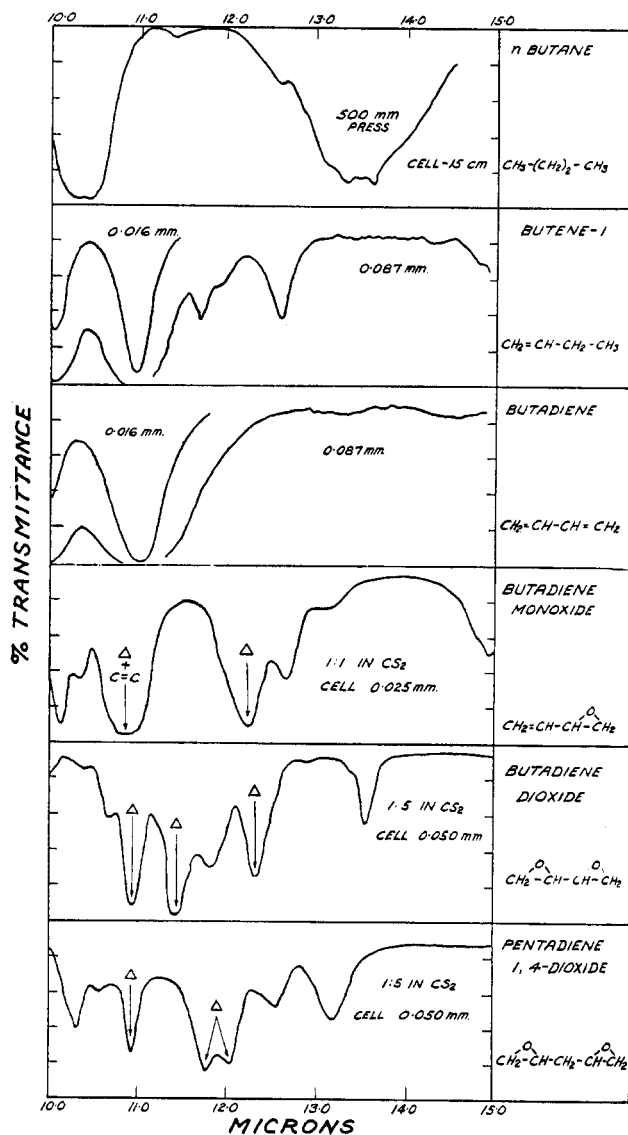 10.0 11.0 12.0 13.0 14.0 15.0
n BUTANE
500 mm
PRESS
CELL-15 cm
CH3-(CH2)2-CH3
BUTENE-1
0.016 mm.
0.087 mm.
CH2=CH-CH2-CH3
BUTADIENE
0.016 mm.
0.087 mm.
CH2=CH-CH=CH2
% TRANSMITTANCE
BUTADIENE
MONOXIDE
Δ
+
C=C
Δ
1:1 IN CS2
CELL 0.025 mm.
O
CH2=CH-CH-CH2
BUTADIENE
DIOXIDE
Δ
Δ
Δ
1:5 IN CS2
CELL 0.050 mm
O O
CH2-CH-CH-CH2
PENTADIENE
1, 4-DIOXIDE
Δ
Δ
1:5 IN CS2
CELL 0.050 mm.
O O
CH2-CH-CH2-CH-CH2
10.0 11.0 12.0 13.0 14.0 15.0
MICRONS